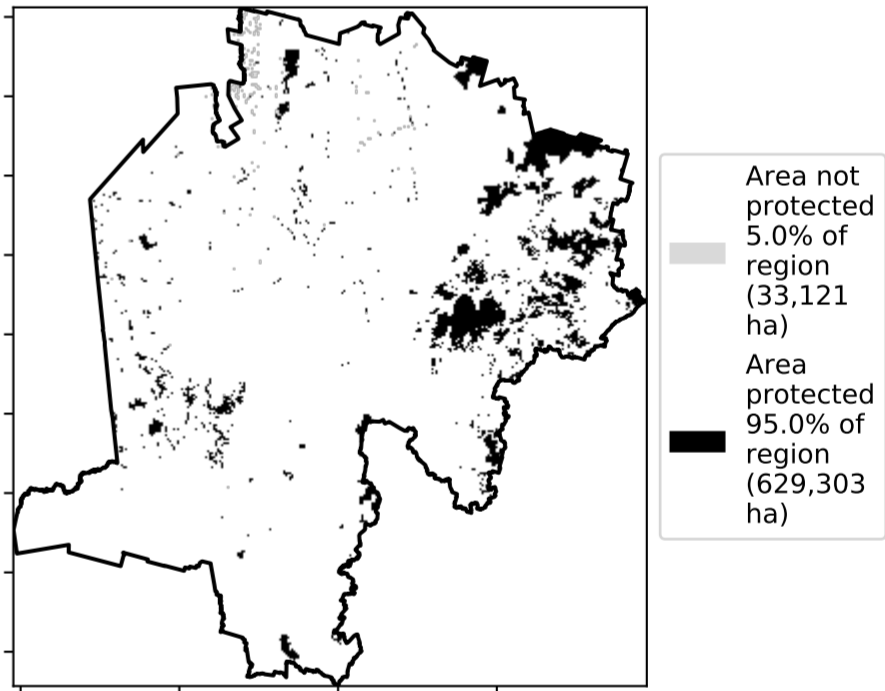 Area not
protected
5.0% of
region
(33,121
ha)
Area
protected
95.0% of
region
(629,303
ha)